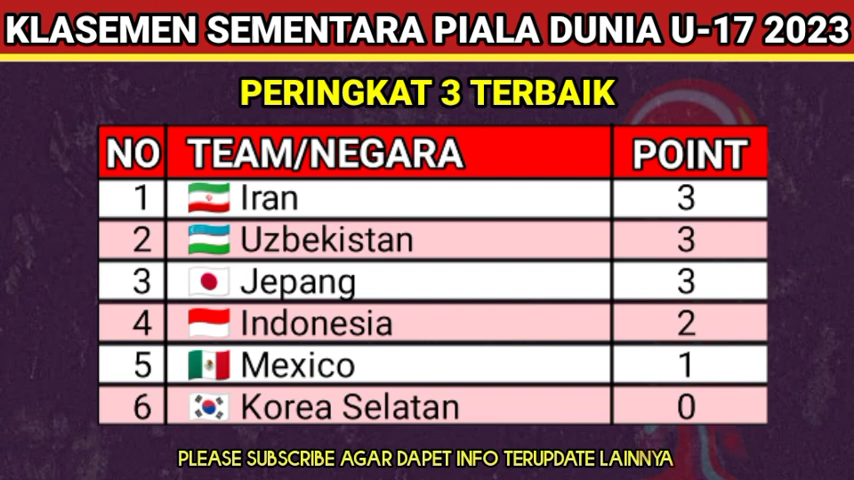 KLASEMEN SEMENTARA PIALA DUNIA U-17 2023
PERINGKAT 3 TERBAIK
NO TEAM/NEGARA POINT
1 Iran 3
2 Uzbekistan 3
3 Jepang 3
4 Indonesia 2
5 Mexico 1
6 Korea Selatan 0
PLEASE SUBSCRIBE AGAR DAPET INFO TERUPDATE LAINNYA